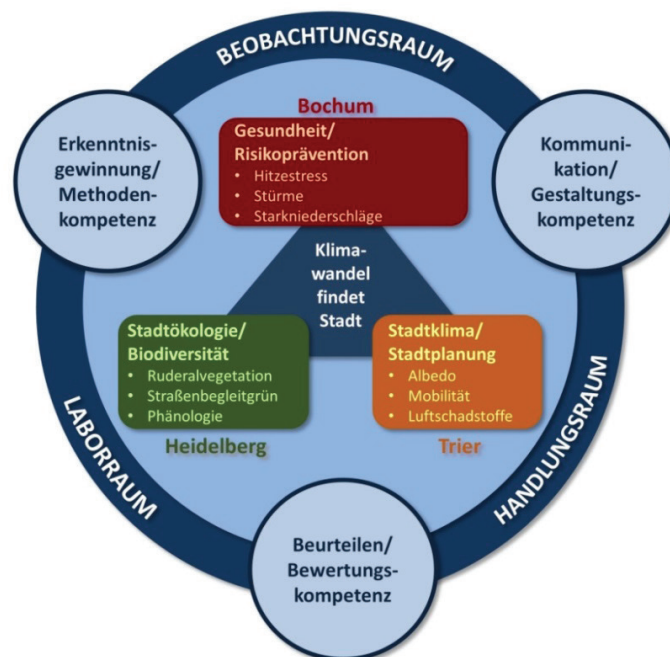 BEOBACHTUNGSRAUM
Bochum
Erkenntnis-
gewinnung/
Methoden-
kompetenz
Gesundheit/
Risikoprävention
• Hitzestress
• Stürme
• Starkniederschläge
Kommuni-
kation/
Gestaltungs-
kompetenz
Klima-
wandel
findet
Stadt
Stadtökologie/
Biodiversität
• Ruderalvegetation
• Straßenbegleitgrün
• Phänologie
Heidelberg
Stadtklima/
Stadtplanung
• Albedo
• Mobilität
• Luftschadstoffe
Trier
LABORRAUM
HANDLUNGSRAUM
Beurteilen/
Bewertungs-
kompetenz